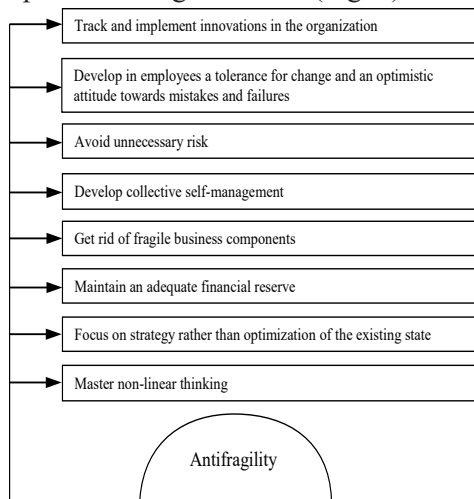 Track and implement innovations in the organization
Develop in employees a tolerance for change and an optimistic
attitude towards mistakes and failures
Avoid unnecessary risk
Develop collective self-management
Get rid of fragile business components
Maintain an adequate financial reserve
Focus on strategy rather than optimization of the existing state
Master non-linear thinking
Antifragility